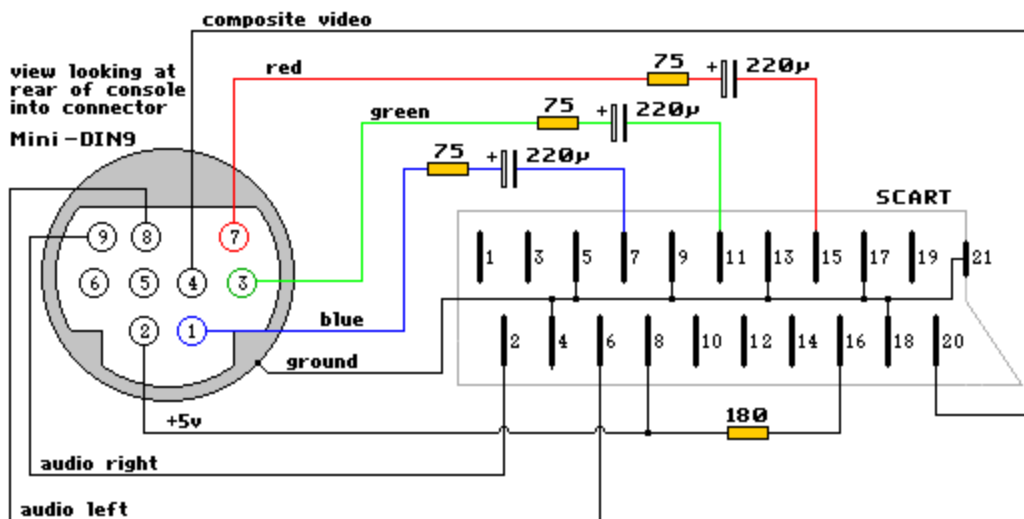 composite video
view looking at
rear of console
into connector
Mini-DIN9
red
75
+
220µ
green
75
+
220µ
75
+
220µ
SCART
9
8
7
6
5
4
3
2
1
blue
ground
1
3
5
7
9
11
13
15
17
19
21
2
4
6
8
10
12
14
16
18
20
+5v
180
audio right
audio left